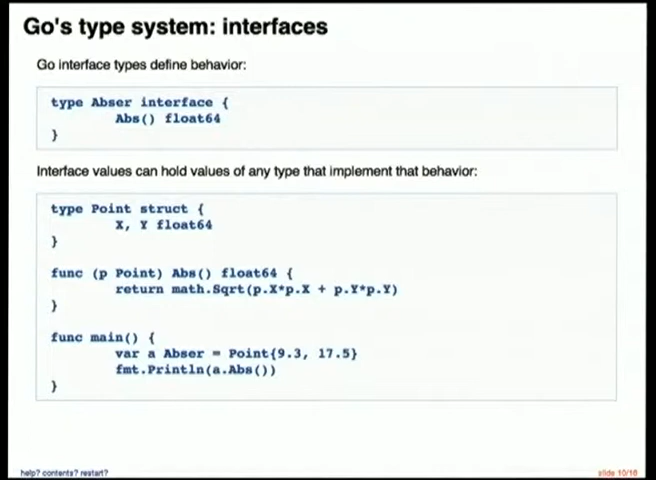 Go's type system: interfaces
Go interface types define behavior:
type Abser interface {
Abs() float64
}
Interface values can hold values of any type that implement that behavior:
type Point struct {
X, Y float64
}
func (p Point) Abs() float64 {
return math.Sqrt(p.X*p.X + p.Y*p.Y)
}
func main() {
var a Abser = Point{9.3, 17.5}
fmt.Println(a.Abs())
}
help? contents? restart?
slide 10/16